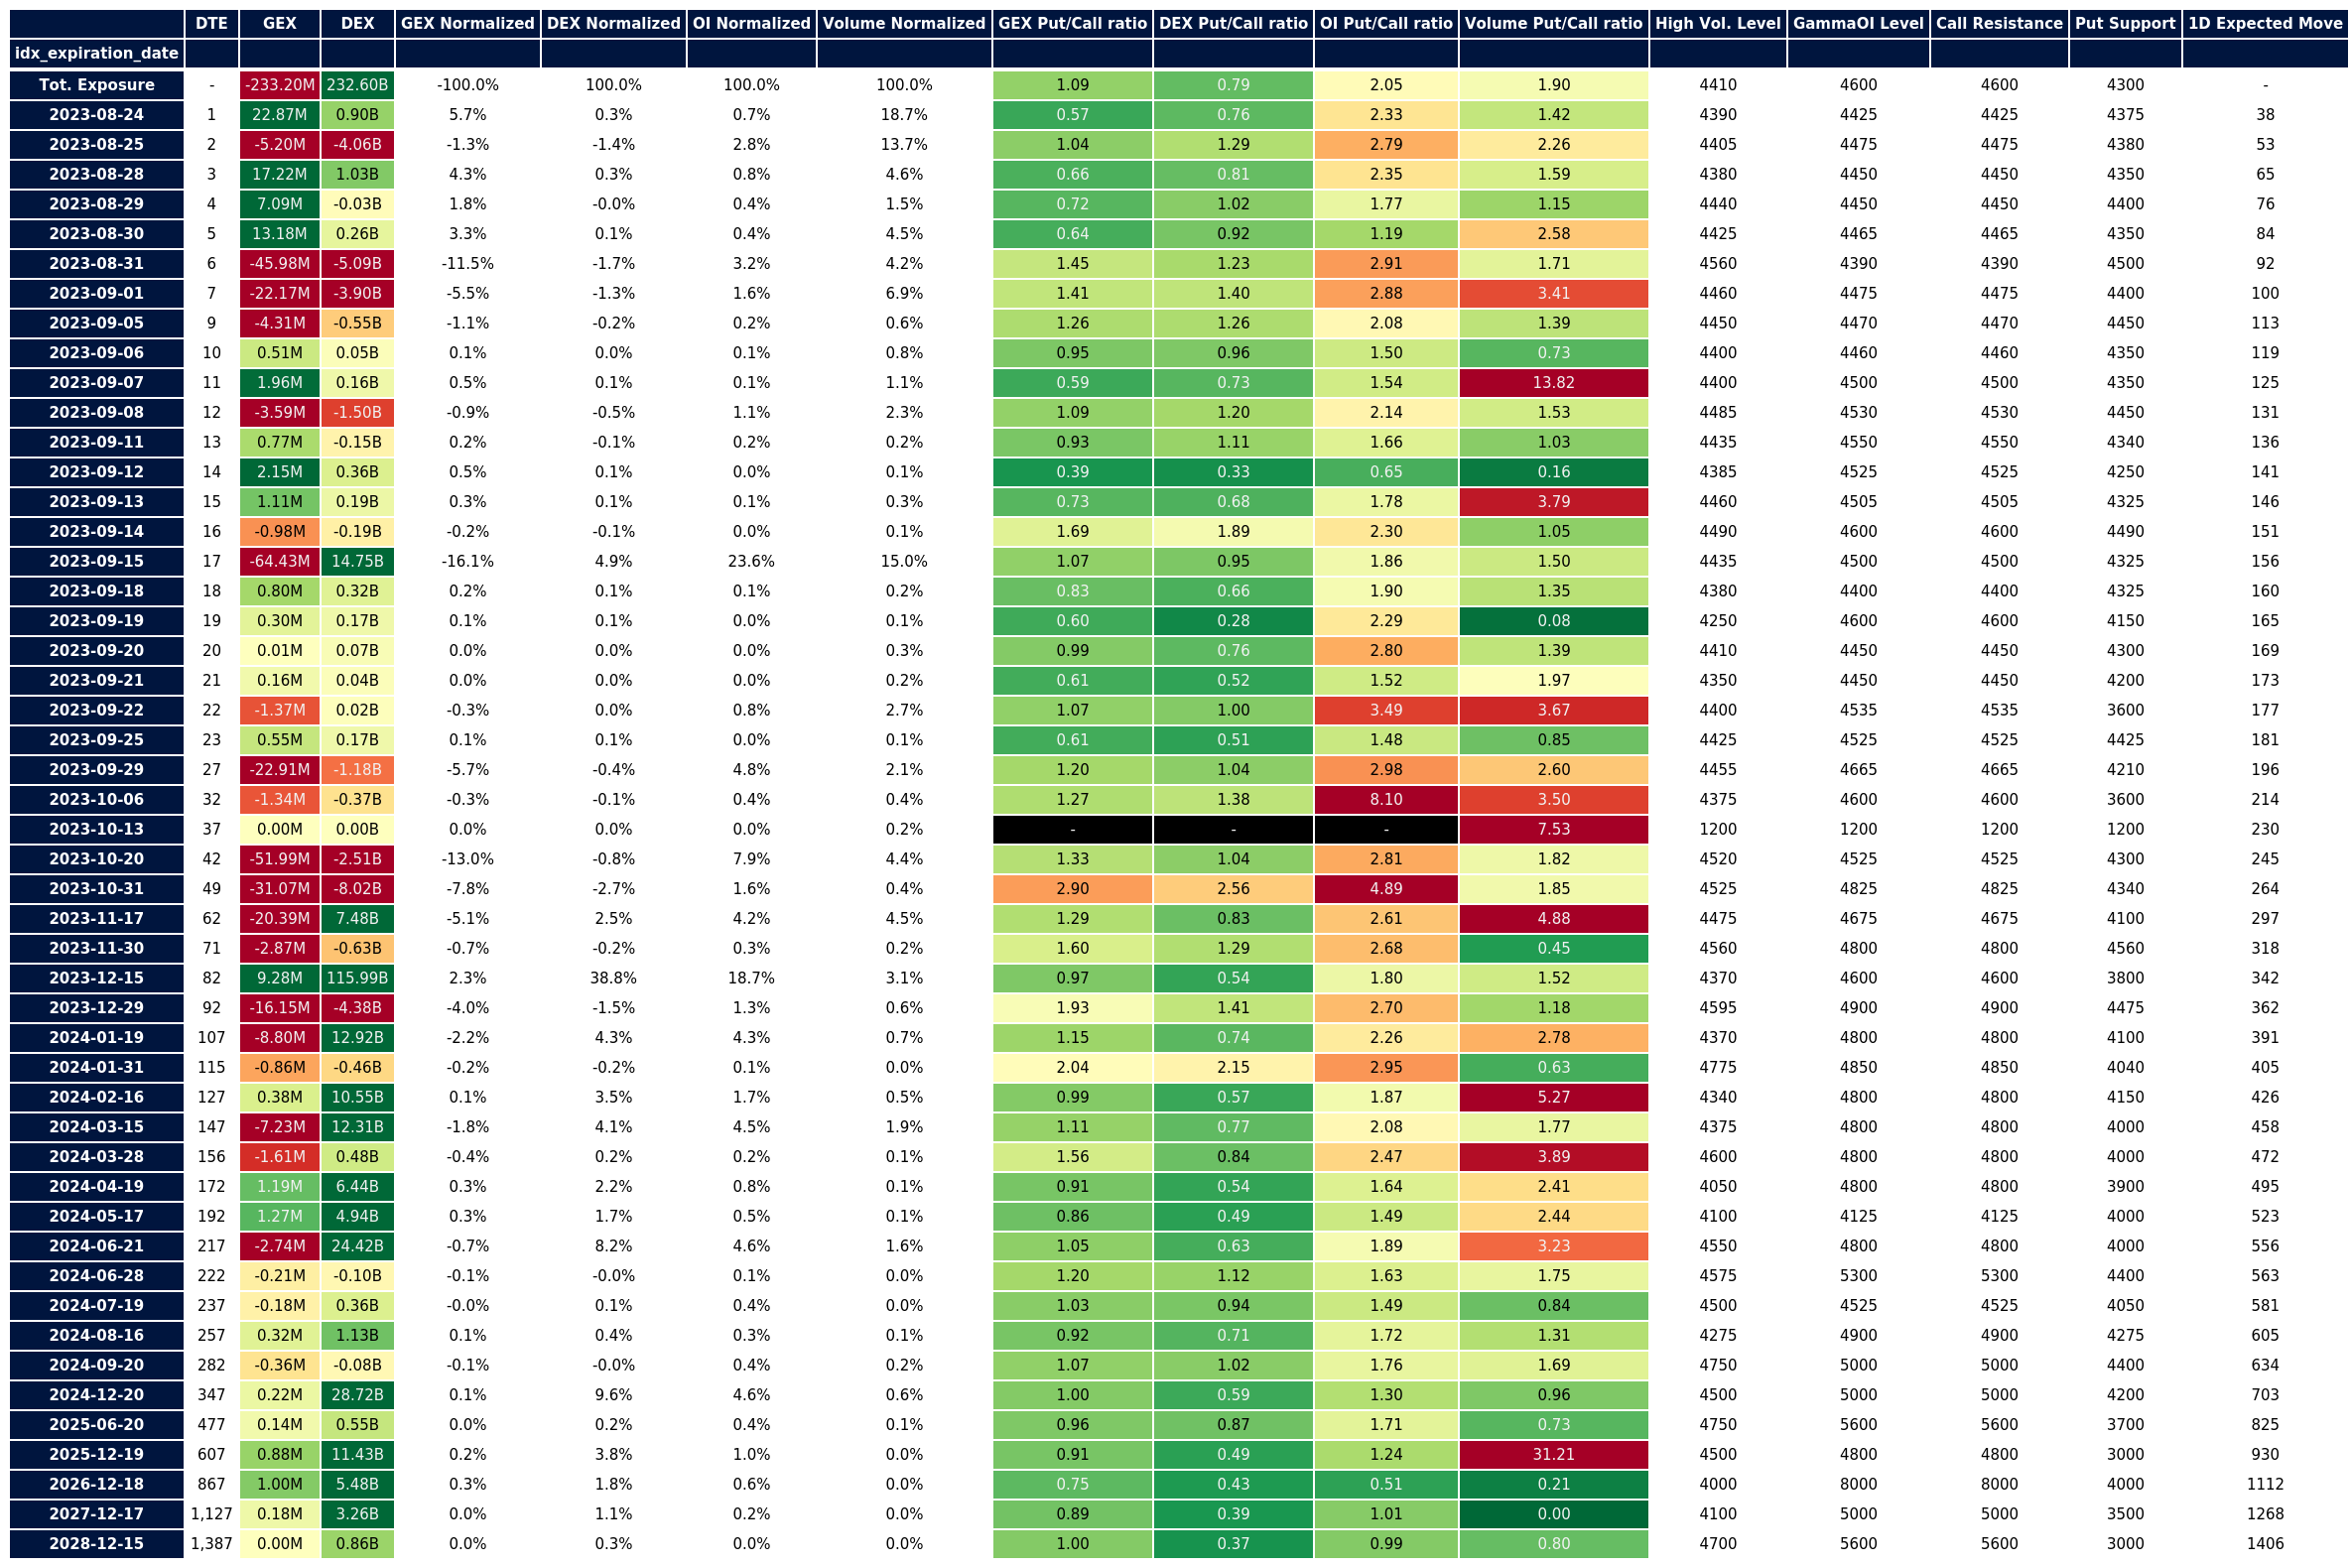 DTE GEX DEX GEX Normalized DEX Normalized OI Normalized Volume Normalized GEX Put/Call ratio DEX Put/Call ratio OI Put/Call ratio Volume Put/Call ratio High Vol. Level GammaOI Level Call Resistance Put Support 1D Expected Move
idx_expiration_date
Tot. Exposure - -233.20M 232.60B -100.0% 100.0% 100.0% 100.0% 1.09 0.79 2.05 1.90 4410 4600 4600 4300 -
2023-08-24 1 22.87M 0.90B 5.7% 0.3% 0.7% 18.7% 0.57 0.76 2.33 1.42 4390 4425 4425 4375 38
2023-08-25 2 -5.20M -4.06B -1.3% -1.4% 2.8% 13.7% 1.04 1.29 2.79 2.26 4405 4475 4475 4380 53
2023-08-28 3 17.22M 1.03B 4.3% 0.3% 0.8% 4.6% 0.66 0.81 2.35 1.59 4380 4450 4450 4350 65
2023-08-29 4 7.09M -0.03B 1.8% -0.0% 0.4% 1.5% 0.72 1.02 1.77 1.15 4440 4450 4450 4400 76
2023-08-30 5 13.18M 0.26B 3.3% 0.1% 0.4% 4.5% 0.64 0.92 1.19 2.58 4425 4465 4465 4350 84
2023-08-31 6 -45.98M -5.09B -11.5% -1.7% 3.2% 4.2% 1.45 1.23 2.91 1.71 4560 4390 4390 4500 92
2023-09-01 7 -22.17M -3.90B -5.5% -1.3% 1.6% 6.9% 1.41 1.40 2.88 3.41 4460 4475 4475 4400 100
2023-09-05 9 -4.31M -0.55B -1.1% -0.2% 0.2% 0.6% 1.26 1.26 2.08 1.39 4450 4470 4470 4450 113
2023-09-06 10 0.51M 0.05B 0.1% 0.0% 0.1% 0.8% 0.95 0.96 1.50 0.73 4400 4460 4460 4350 119
2023-09-07 11 1.96M 0.16B 0.5% 0.1% 0.1% 1.1% 0.59 0.73 1.54 13.82 4400 4500 4500 4350 125
2023-09-08 12 -3.59M -1.50B -0.9% -0.5% 1.1% 2.3% 1.09 1.20 2.14 1.53 4485 4530 4530 4450 131
2023-09-11 13 0.77M -0.15B 0.2% -0.1% 0.2% 0.2% 0.93 1.11 1.66 1.03 4435 4550 4550 4340 136
2023-09-12 14 2.15M 0.36B 0.5% 0.1% 0.0% 0.1% 0.39 0.33 0.65 0.16 4385 4525 4525 4250 141
2023-09-13 15 1.11M 0.19B 0.3% 0.1% 0.1% 0.3% 0.73 0.68 1.78 3.79 4460 4505 4505 4325 146
2023-09-14 16 -0.98M -0.19B -0.2% -0.1% 0.0% 0.1% 1.69 1.89 2.30 1.05 4490 4600 4600 4490 151
2023-09-15 17 -64.43M 14.75B -16.1% 4.9% 23.6% 15.0% 1.07 0.95 1.86 1.50 4435 4500 4500 4325 156
2023-09-18 18 0.80M 0.32B 0.2% 0.1% 0.1% 0.2% 0.83 0.66 1.90 1.35 4380 4400 4400 4325 160
2023-09-19 19 0.30M 0.17B 0.1% 0.1% 0.0% 0.1% 0.60 0.28 2.29 0.08 4250 4600 4600 4150 165
2023-09-20 20 0.01M 0.07B 0.0% 0.0% 0.0% 0.3% 0.99 0.76 2.80 1.39 4410 4450 4450 4300 169
2023-09-21 21 0.16M 0.04B 0.0% 0.0% 0.0% 0.2% 0.61 0.52 1.52 1.97 4350 4450 4450 4200 173
2023-09-22 22 -1.37M 0.02B -0.3% 0.0% 0.8% 2.7% 1.07 1.00 3.49 3.67 4400 4535 4535 3600 177
2023-09-25 23 0.55M 0.17B 0.1% 0.1% 0.0% 0.1% 0.61 0.51 1.48 0.85 4425 4525 4525 4425 181
2023-09-29 27 -22.91M -1.18B -5.7% -0.4% 4.8% 2.1% 1.20 1.04 2.98 2.60 4455 4665 4665 4210 196
2023-10-06 32 -1.34M -0.37B -0.3% -0.1% 0.4% 0.4% 1.27 1.38 8.10 3.50 4375 4600 4600 3600 214
2023-10-13 37 0.00M 0.00B 0.0% 0.0% 0.0% 0.2% - - - 7.53 1200 1200 1200 1200 230
2023-10-20 42 -51.99M -2.51B -13.0% -0.8% 7.9% 4.4% 1.33 1.04 2.81 1.82 4520 4525 4525 4300 245
2023-10-31 49 -31.07M -8.02B -7.8% -2.7% 1.6% 0.4% 2.90 2.56 4.89 1.85 4525 4825 4825 4340 264
2023-11-17 62 -20.39M 7.48B -5.1% 2.5% 4.2% 4.5% 1.29 0.83 2.61 4.88 4475 4675 4675 4100 297
2023-11-30 71 -2.87M -0.63B -0.7% -0.2% 0.3% 0.2% 1.60 1.29 2.68 0.45 4560 4800 4800 4560 318
2023-12-15 82 9.28M 115.99B 2.3% 38.8% 18.7% 3.1% 0.97 0.54 1.80 1.52 4370 4600 4600 3800 342
2023-12-29 92 -16.15M -4.38B -4.0% -1.5% 1.3% 0.6% 1.93 1.41 2.70 1.18 4595 4900 4900 4475 362
2024-01-19 107 -8.80M 12.92B -2.2% 4.3% 4.3% 0.7% 1.15 0.74 2.26 2.78 4370 4800 4800 4100 391
2024-01-31 115 -0.86M -0.46B -0.2% -0.2% 0.1% 0.0% 2.04 2.15 2.95 0.63 4775 4850 4850 4040 405
2024-02-16 127 0.38M 10.55B 0.1% 3.5% 1.7% 0.5% 0.99 0.57 1.87 5.27 4340 4800 4800 4150 426
2024-03-15 147 -7.23M 12.31B -1.8% 4.1% 4.5% 1.9% 1.11 0.77 2.08 1.77 4375 4800 4800 4000 458
2024-03-28 156 -1.61M 0.48B -0.4% 0.2% 0.2% 0.1% 1.56 0.84 2.47 3.89 4600 4800 4800 4000 472
2024-04-19 172 1.19M 6.44B 0.3% 2.2% 0.8% 0.1% 0.91 0.54 1.64 2.41 4050 4800 4800 3900 495
2024-05-17 192 1.27M 4.94B 0.3% 1.7% 0.5% 0.1% 0.86 0.49 1.49 2.44 4100 4125 4125 4000 523
2024-06-21 217 -2.74M 24.42B -0.7% 8.2% 4.6% 1.6% 1.05 0.63 1.89 3.23 4550 4800 4800 4000 556
2024-06-28 222 -0.21M -0.10B -0.1% -0.0% 0.1% 0.0% 1.20 1.12 1.63 1.75 4575 5300 5300 4400 563
2024-07-19 237 -0.18M 0.36B -0.0% 0.1% 0.4% 0.0% 1.03 0.94 1.49 0.84 4500 4525 4525 4050 581
2024-08-16 257 0.32M 1.13B 0.1% 0.4% 0.3% 0.1% 0.92 0.71 1.72 1.31 4275 4900 4900 4275 605
2024-09-20 282 -0.36M -0.08B -0.1% -0.0% 0.4% 0.2% 1.07 1.02 1.76 1.69 4750 5000 5000 4400 634
2024-12-20 347 0.22M 28.72B 0.1% 9.6% 4.6% 0.6% 1.00 0.59 1.30 0.96 4500 5000 5000 4200 703
2025-06-20 477 0.14M 0.55B 0.0% 0.2% 0.4% 0.1% 0.96 0.87 1.71 0.73 4750 5600 5600 3700 825
2025-12-19 607 0.88M 11.43B 0.2% 3.8% 1.0% 0.0% 0.91 0.49 1.24 31.21 4500 4800 4800 3000 930
2026-12-18 867 1.00M 5.48B 0.3% 1.8% 0.6% 0.0% 0.75 0.43 0.51 0.21 4000 8000 8000 4000 1112
2027-12-17 1,127 0.18M 3.26B 0.0% 1.1% 0.2% 0.0% 0.89 0.39 1.01 0.00 4100 5000 5000 3500 1268
2028-12-15 1,387 0.00M 0.86B 0.0% 0.3% 0.0% 0.0% 1.00 0.37 0.99 0.80 4700 5600 5600 3000 1406